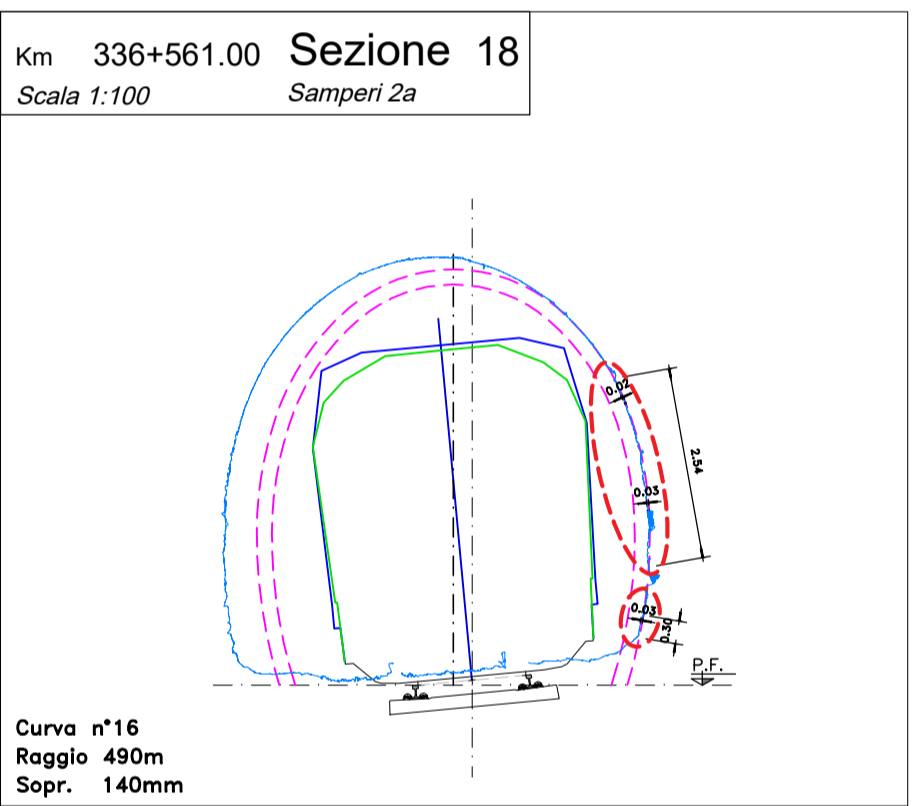 Km 336+561.00 Sezione 18
Scala 1:100 Samperi 2a
0.02
2.54
0.03
0.03
0.30
P.F.
Curva n°16
Raggio 490m
Sopr. 140mm